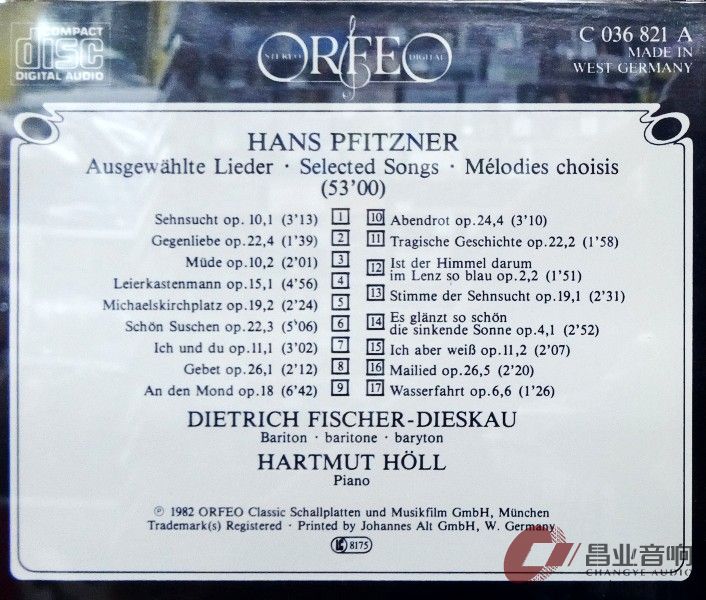 COMPACT
disc
DIGITAL AUDIO
STEREO ORFEO DIGITAL
C 036 821 A
MADE IN
WEST GERMANY
HANS PFITZNER
Ausgewählte Lieder · Selected Songs · Mélodies choisis
(53'00)
Sehnsucht op. 10,1 (3'13) 1
Gegenliebe op. 22,4 (1'39) 2
Müde op. 10,2 (2'01) 3
Leierkastenmann op. 15,1 (4'56) 4
Michaelskirchplatz op. 19,2 (2'24) 5
Schön Suschen op. 22,3 (5'06) 6
Ich und du op. 11,1 (3'02) 7
Gebet op. 26,1 (2'12) 8
An den Mond op. 18 (6'42) 9
10 Abendrot op. 24,4 (3'10)
11 Tragische Geschichte op. 22,2 (1'58)
12 Ist der Himmel darum
im Lenz so blau op. 2,2 (1'51)
13 Stimme der Sehnsucht op. 19,1 (2'31)
14 Es glänzt so schön
die sinkende Sonne op. 4,1 (2'52)
15 Ich aber weiß op. 11,2 (2'07)
16 Mailied op. 26,5 (2'20)
17 Wasserfahrt op. 6,6 (1'26)
DIETRICH FISCHER-DIESKAU
Bariton · baritone · baryton
HARTMUT HÖLL
Piano
℗ 1982 ORFEO Classic Schallplatten und Musikfilm GmbH, München
Trademark(s) Registered · Printed by Johannes Alt GmbH, W. Germany
LC 8175
昌业音响
CHANGYE AUDIO